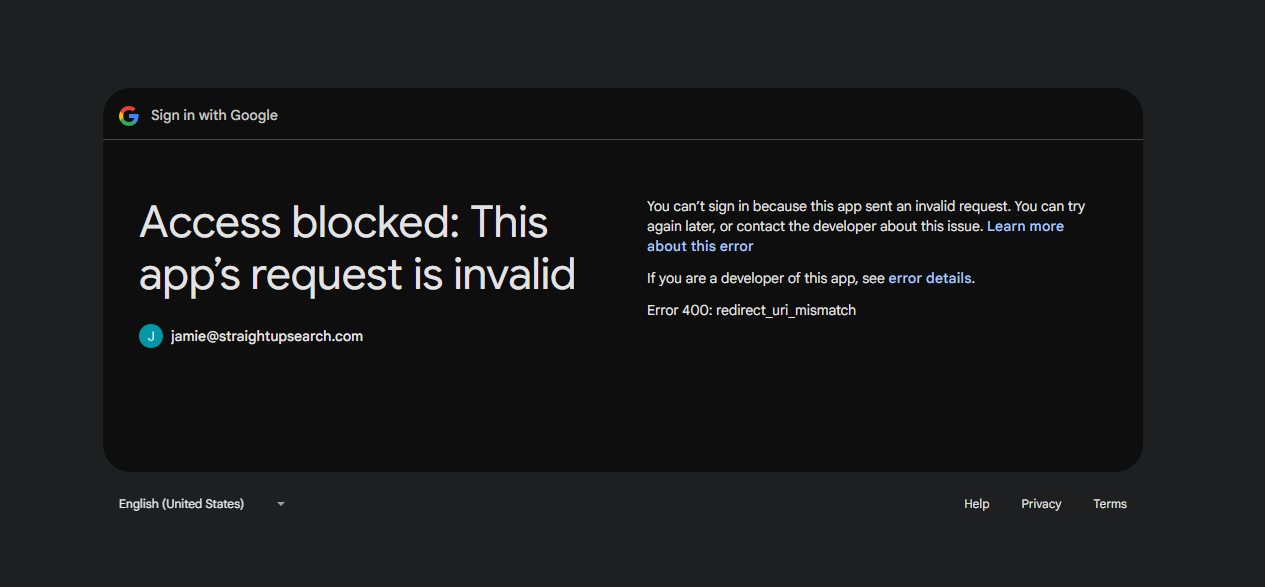 Sign in with Google
Access blocked: This
app’s request is invalid
J
jamie@straightupsearch.com
You can’t sign in because this app sent an invalid request. You can try
again later, or contact the developer about this issue. Learn more
about this error
If you are a developer of this app, see error details.
Error 400: redirect_uri_mismatch
English (United States)
Help
Privacy
Terms